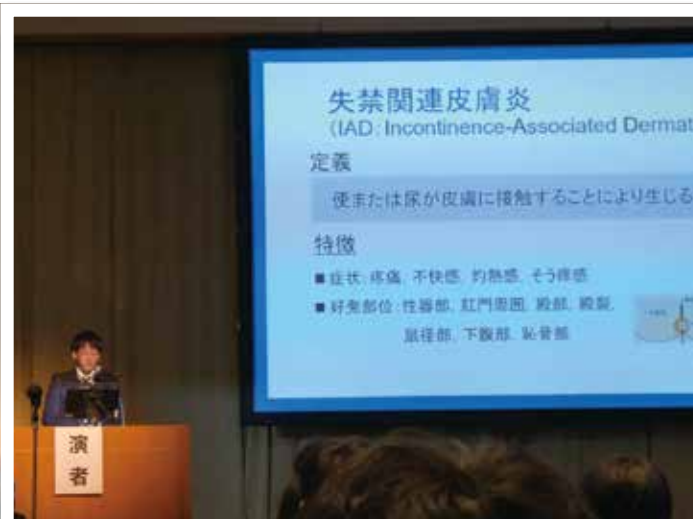 失禁関連皮膚炎
(IAD: Incontinence-Associated Dermat
定義
便または尿が皮膚に接触することにより生じる
特徴
■症状:疼痛, 不快感, 灼熱感, そう痒感
■好発部位:性器部, 肛門周囲, 殿部, 殿裂,
鼠径部, 下腹部, 恥骨部
演者